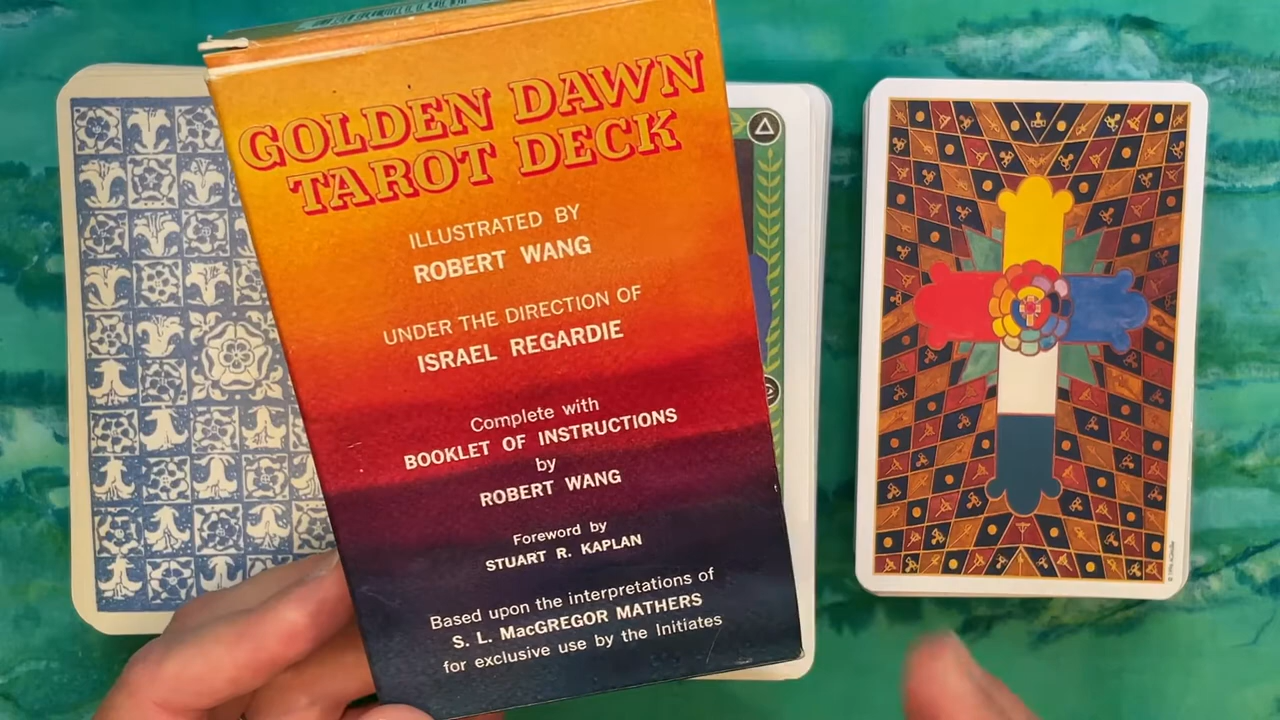 GOLDEN DAWN
TAROT DECK
ILLUSTRATED BY
ROBERT WANG
UNDER THE DIRECTION OF
ISRAEL REGARDIE
Complete with
BOOKLET OF INSTRUCTIONS
by
ROBERT WANG
Foreword by
STUART R. KAPLAN
Based upon the interpretations of
S. L. MacGREGOR MATHERS
for exclusive use by the Initiates